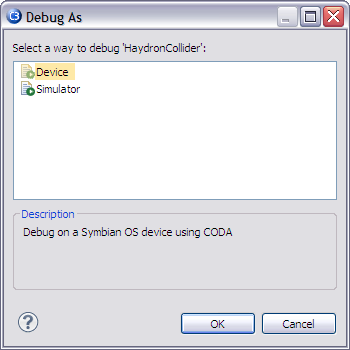 Debug As
Select a way to debug 'HaydronCollider':
Device
Simulator
Description
Debug on a Symbian OS device using CODA
?
OK
Cancel